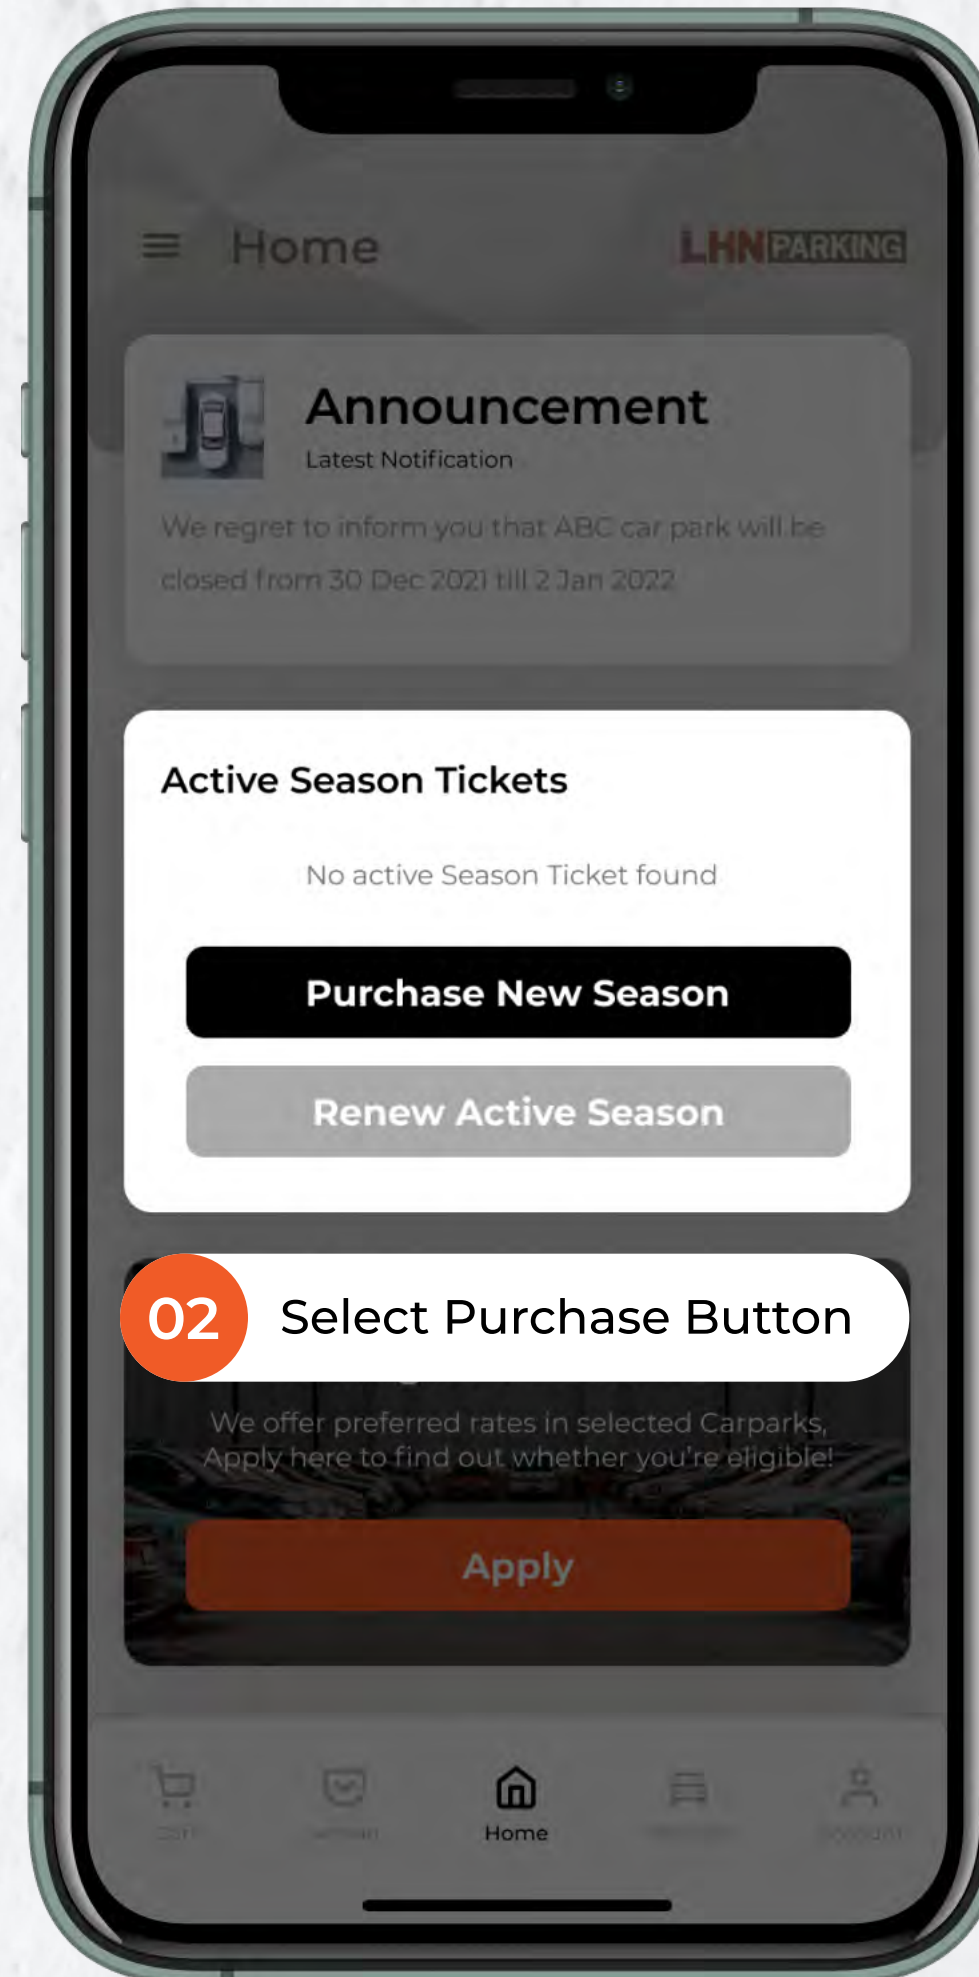 Home
LHN PARKING
Announcement
Latest Notification
We regret to inform you that ABC car park will be
closed from 30 Dec 2021 till 2 Jan 2022
Active Season Tickets
No active Season Ticket found
Purchase New Season
Renew Active Season
02 Select Purchase Button
We offer preferred rates in selected Carparks,
Apply here to find out whether you're eligible!
Apply
Cart
Home
Account